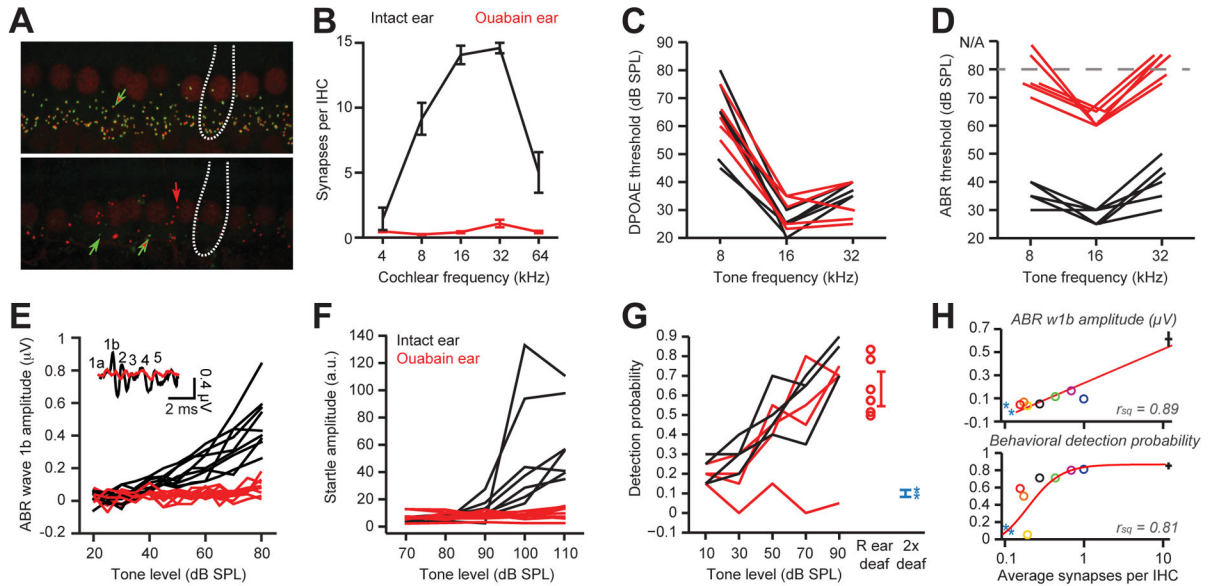 A
B
Intact ear
Ouabain ear
15
10
5
0
Synapses per IHC
4
8
16
32
64
Cochlear frequency (kHz)
C
90
80
70
60
50
40
30
20
DPOAE threshold (dB SPL)
8
16
32
Tone frequency (kHz)
D
N/A
80
70
60
50
40
30
20
ABR threshold (dB SPL)
8
16
32
Tone frequency (kHz)
E
1
0.8
0.6
0.4
0.2
0
-0.2
ABR wave 1b amplitude (μV)
1a
1b
2
3
4
5
0.4 μV
2 ms
20
40
60
80
Tone level (dB SPL)
F
Intact ear
Ouabain ear
140
120
100
80
60
40
20
0
Startle amplitude (a.u.)
70
80
90
100
110
Tone level (dB SPL)
G
0.9
0.8
0.7
0.6
0.5
0.4
0.3
0.2
0.1
0
−0.1
Detection probability
10
30
50
70
90
Tone level (dB SPL)
R ear
deaf
2x
deaf
**
H
ABR w1b amplitude (μV)
0.7
0.5
0.3
0.1
-0.1
**
rsq = 0.89
Behavioral detection probability
1
0.8
0.6
0.4
0.2
0
**
rsq = 0.81
0.1
1
10
Average synapses per IHC